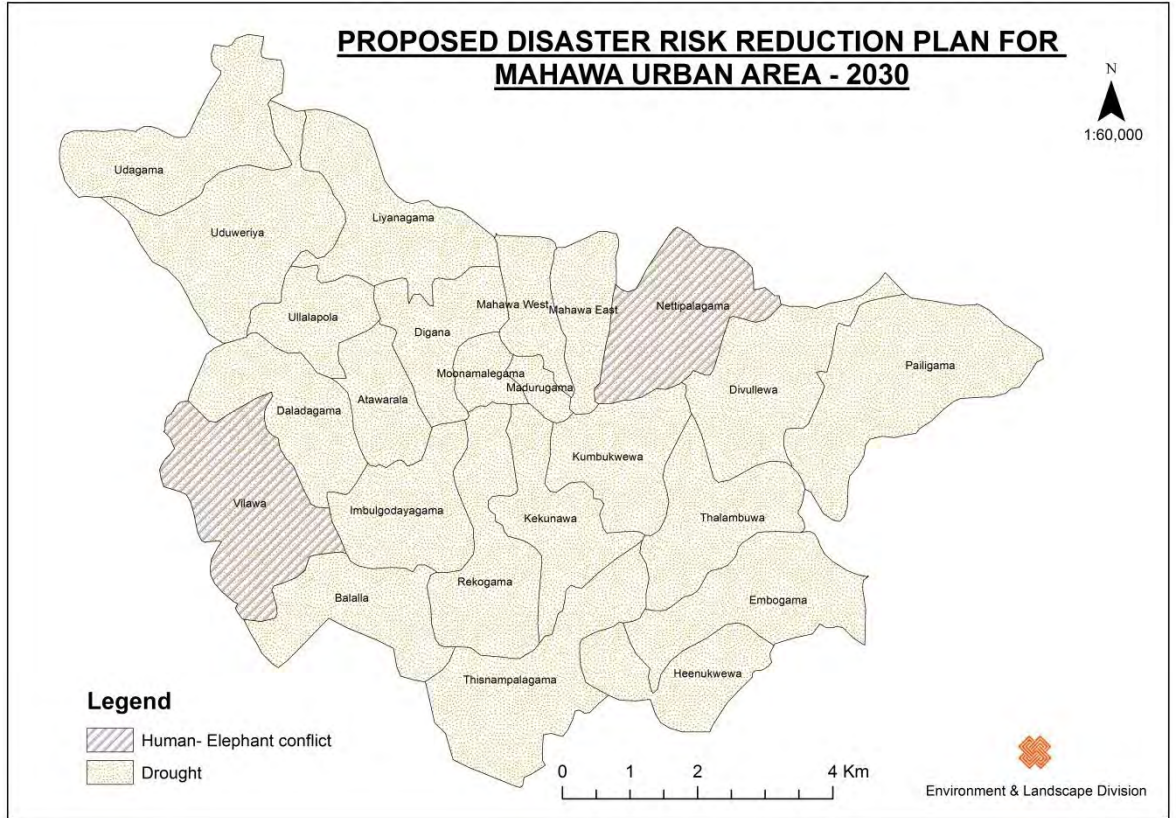 PROPOSED DISASTER RISK REDUCTION PLAN FOR
MAHAWA URBAN AREA - 2030
N
1:60,000
Udagama
Liyanagama
Uduweriya
Nettipalagama
Mahawa West
Mahawa East
Ullalapola
Digana
Pailigama
Moonamalegama
Madurugama
Divullewa
Atawarala
Daladagama
Kumbukwewa
Vilawa
Imbulgodayagama
Kekunawa
Thalambuwa
Rekogama
Balalla
Embogama
Heenukwewa
Thisnampalagama
Legend
Human- Elephant conflict
Drought
0 1 2 4 Km
Environment & Landscape Division